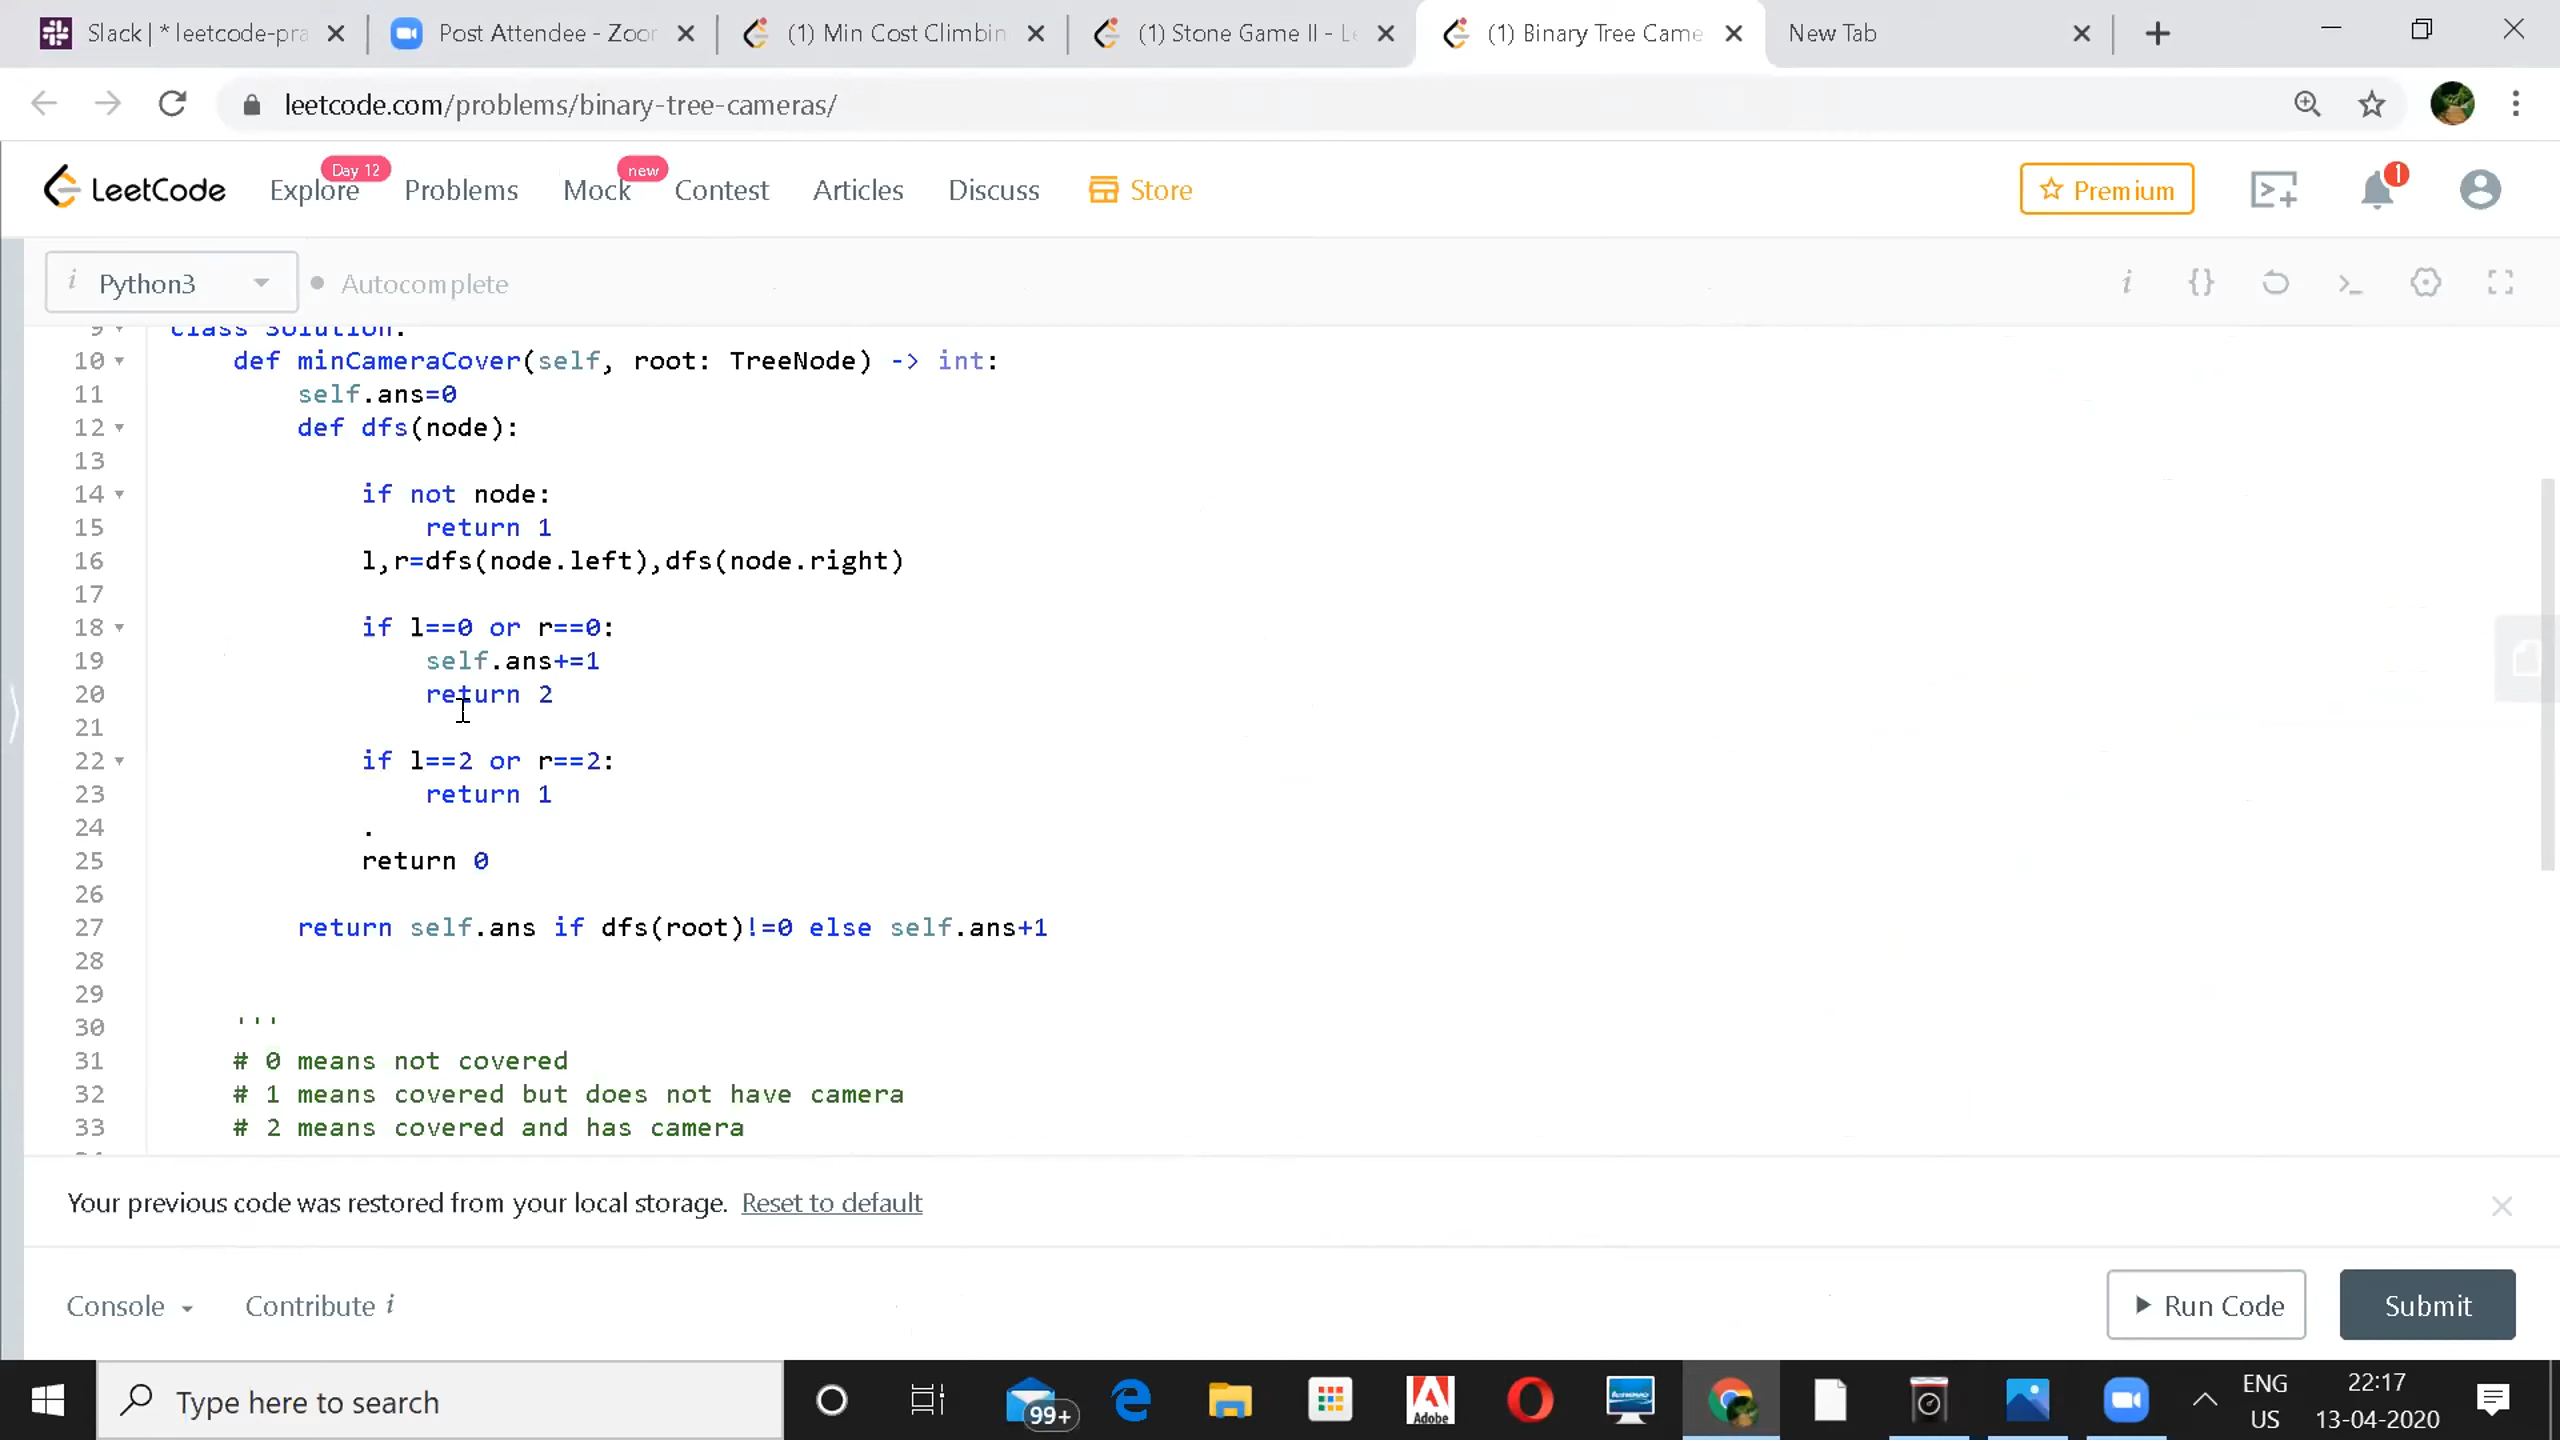 Slack | * leetcode-pra
Post Attendee - Zoor
(1) Min Cost Climbin
(1) Stone Game II - Le
(1) Binary Tree Came
New Tab
leetcode.com/problems/binary-tree-cameras/
LeetCode
Explore
Day 12
Problems
Mock
new
Contest
Articles
Discuss
Store
Premium
1
i Python3
Autocomplete
9 class Solution:
10 def minCameraCover(self, root: TreeNode) -> int:
11 self.ans=0
12 def dfs(node):
13
14 if not node:
15 return 1
16 l,r=dfs(node.left),dfs(node.right)
17
18 if l==0 or r==0:
19 self.ans+=1
20 return 2
21
22 if l==2 or r==2:
23 return 1
24 .
25 return 0
26
27 return self.ans if dfs(root)!=0 else self.ans+1
28
29
30 '''
31 # 0 means not covered
32 # 1 means covered but does not have camera
33 # 2 means covered and has camera
Your previous code was restored from your local storage. Reset to default
Console
Contribute i
Run Code
Submit
Type here to search
99+
Adobe
ENG
US
22:17
13-04-2020